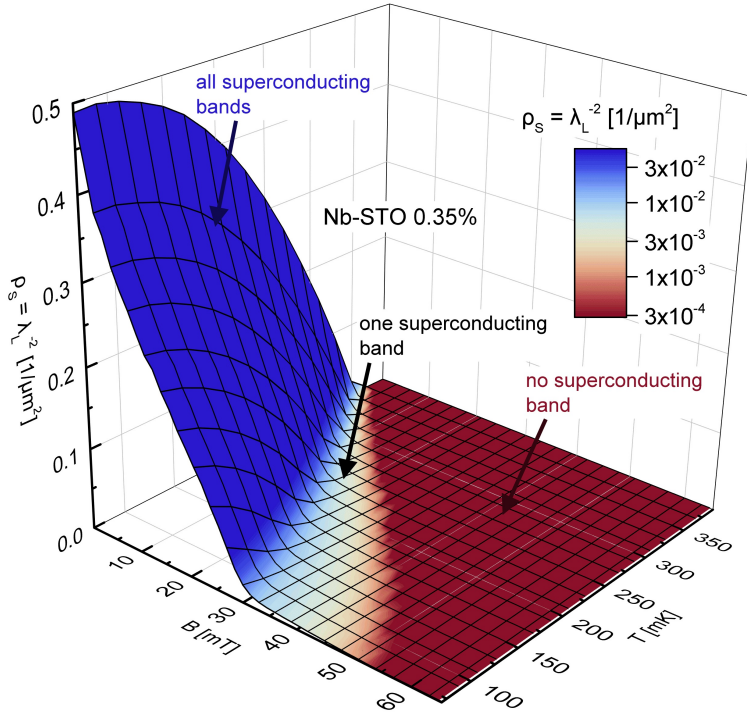 all superconducting
bands
ρS = λL-2 [1/μm2]
3x10-2
1x10-2
3x10-3
1x10-3
3x10-4
Nb-STO 0.35%
one superconducting
band
no superconducting
band
0.5
0.4
0.3
0.2
0.1
0.0
ρS = λL-2 [1/μm2]
10
20
30
40
50
60
B [mT]
100
150
200
250
300
350
T [mK]